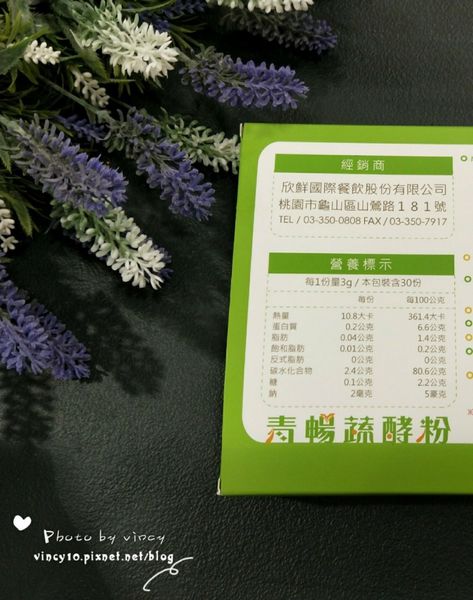 經銷商
欣鮮國際餐飲股份有限公司
桃園市龜山區山鶯路181號
TEL / 03-350-0808 FAX / 03-350-7917
營養標示
每1份量3g / 本包裝含30份
每份 每100公克
熱量 10.8大卡 361.4大卡
蛋白質 0.2公克 6.6公克
脂肪 0.04公克 1.4公克
飽和脂肪 0.01公克 0.2公克
反式脂肪 0公克 0公克
碳水化合物 2.4公克 80.6公克
糖 0.1公克 2.2公克
鈉 2毫克 5毫克
青暢蔬酵粉
Photo by vincy
vincy10.pixnet.net/blog